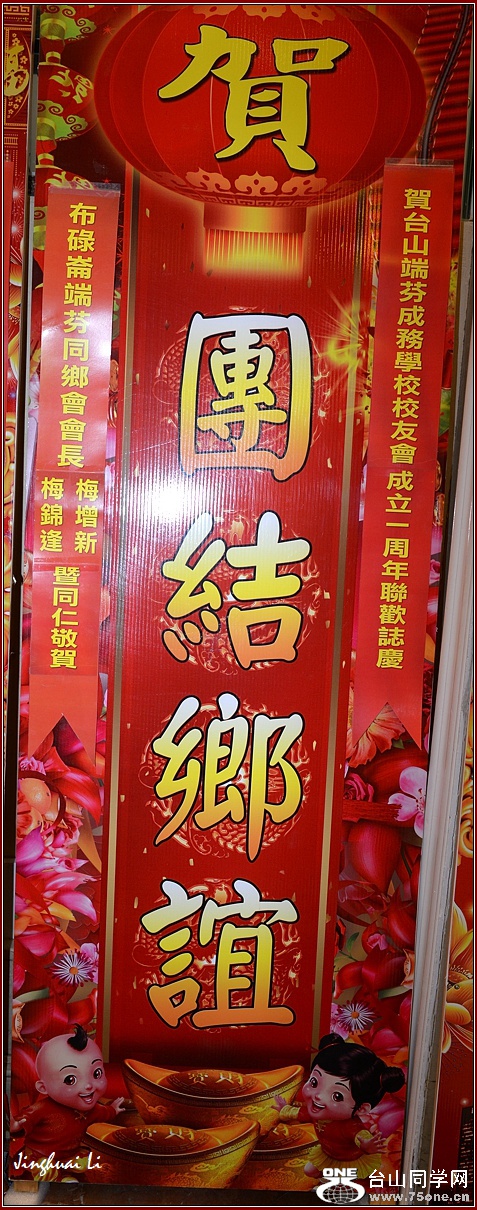 賀
賀台山端芬成務學校校友會成立一周年聯歡誌慶
團結鄉誼
布碌崙端芬同鄉會會長
梅增新
梅錦逢
暨同仁敬賀
Jinghuai Li
ONE
台山同学网
www.75one.cn